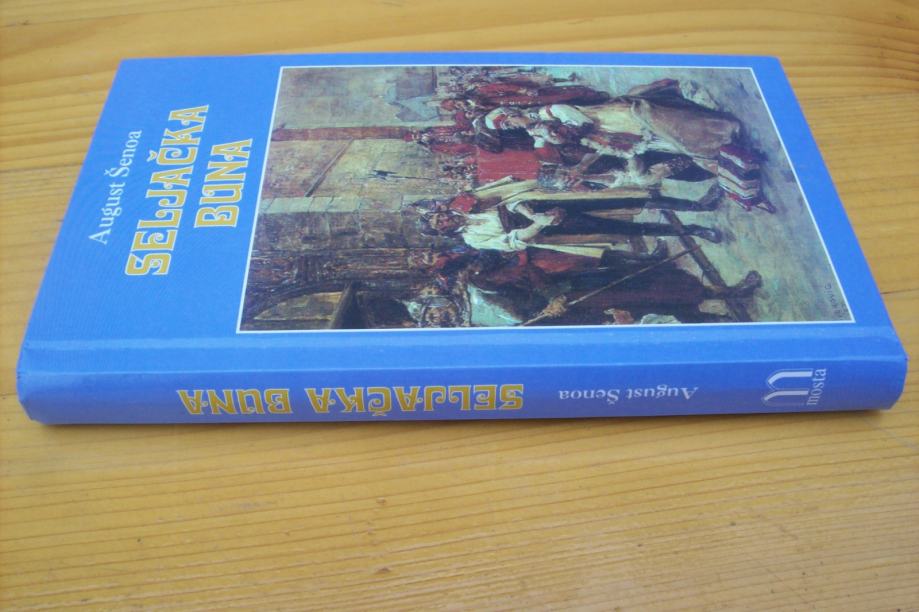 August Šenoa
SELJAČKA
BUNA
SELJAČKA BUNA
August Šenoa
mosta